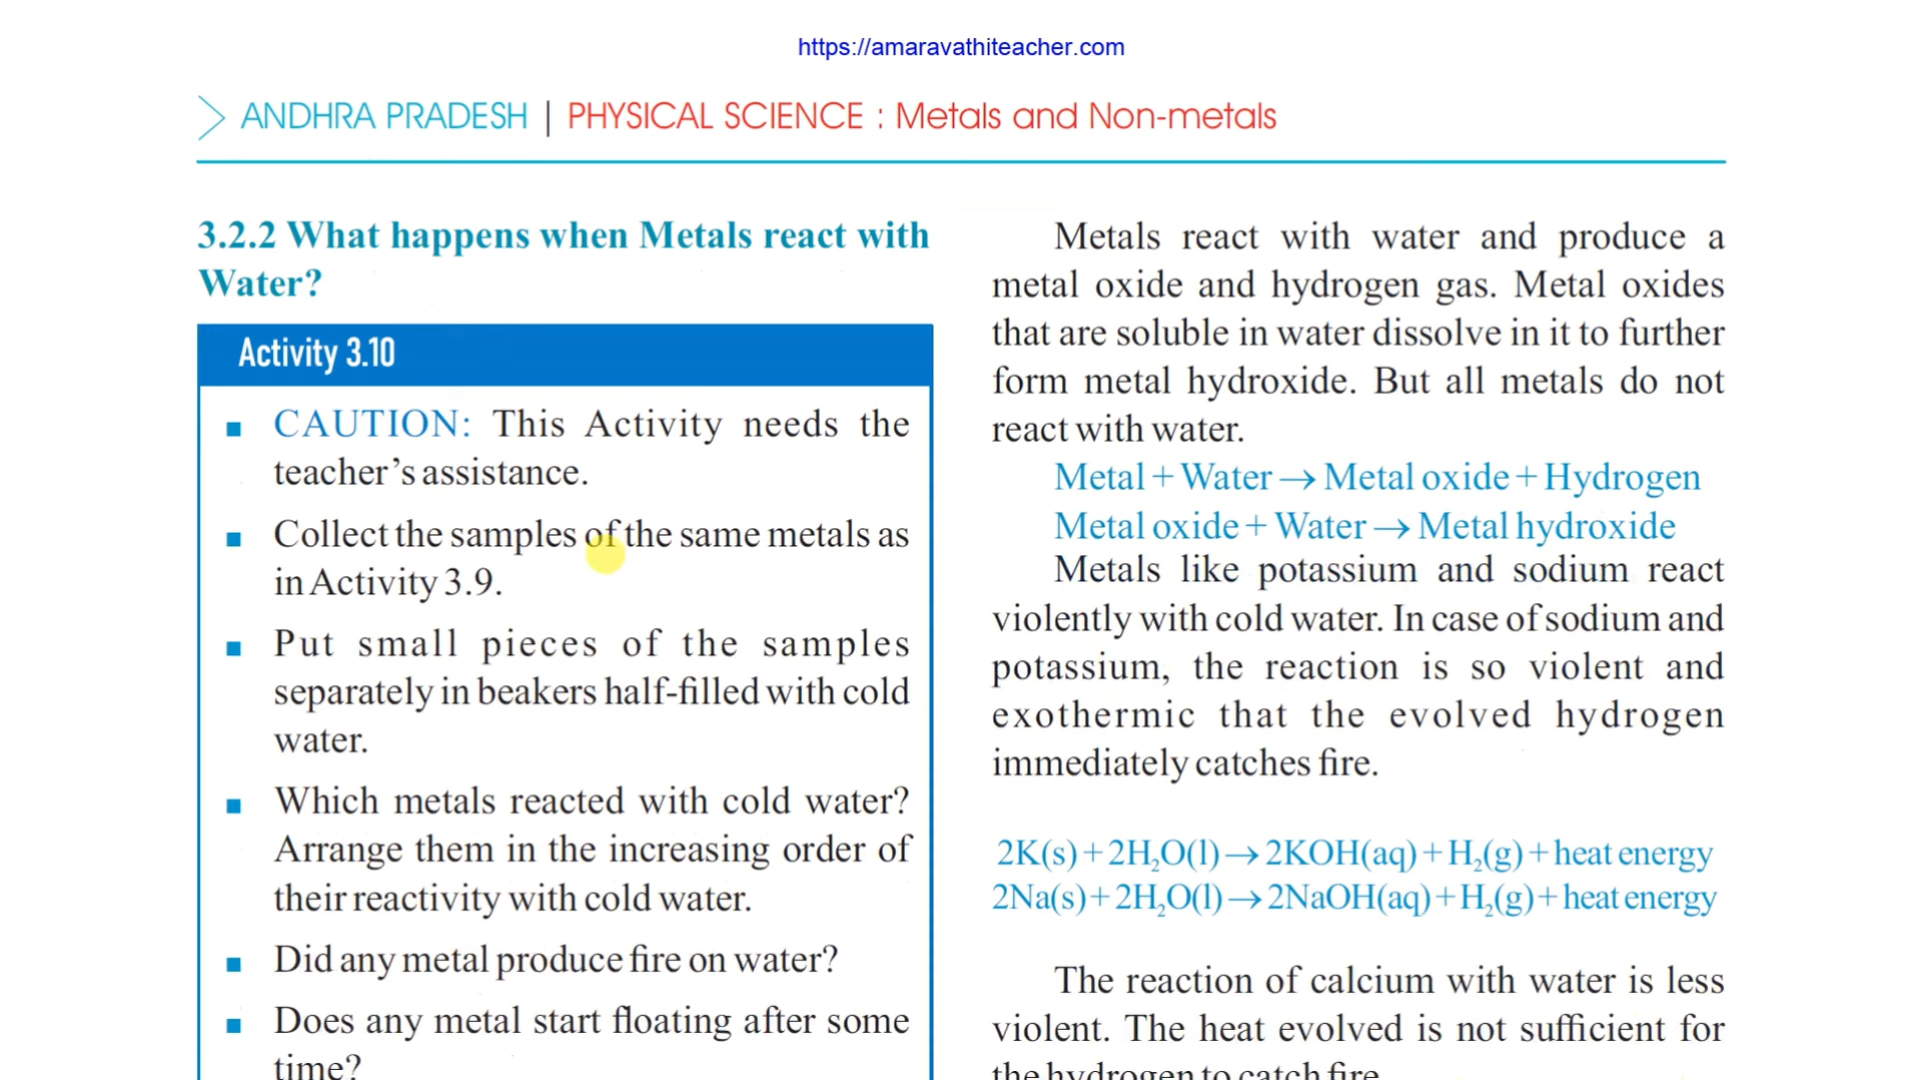 https://amaravathiteacher.com
ANDHRA PRADESH | PHYSICAL SCIENCE : Metals and Non-metals
3.2.2 What happens when Metals react with
Water?
Activity 3.10
CAUTION: This Activity needs the
teacher’s assistance.
Collect the samples of the same metals as
in Activity 3.9.
Put small pieces of the samples
separately in beakers half-filled with cold
water.
Which metals reacted with cold water?
Arrange them in the increasing order of
their reactivity with cold water.
Did any metal produce fire on water?
Does any metal start floating after some
time?
Metals react with water and produce a
metal oxide and hydrogen gas. Metal oxides
that are soluble in water dissolve in it to further
form metal hydroxide. But all metals do not
react with water.
Metal + Water → Metal oxide + Hydrogen
Metal oxide + Water → Metal hydroxide
Metals like potassium and sodium react
violently with cold water. In case of sodium and
potassium, the reaction is so violent and
exothermic that the evolved hydrogen
immediately catches fire.
2K(s) + 2H₂O(l) → 2KOH(aq) + H₂(g) + heat energy
2Na(s) + 2H₂O(l) → 2NaOH(aq) + H₂(g) + heat energy
The reaction of calcium with water is less
violent. The heat evolved is not sufficient for
the hydrogen to catch fire.